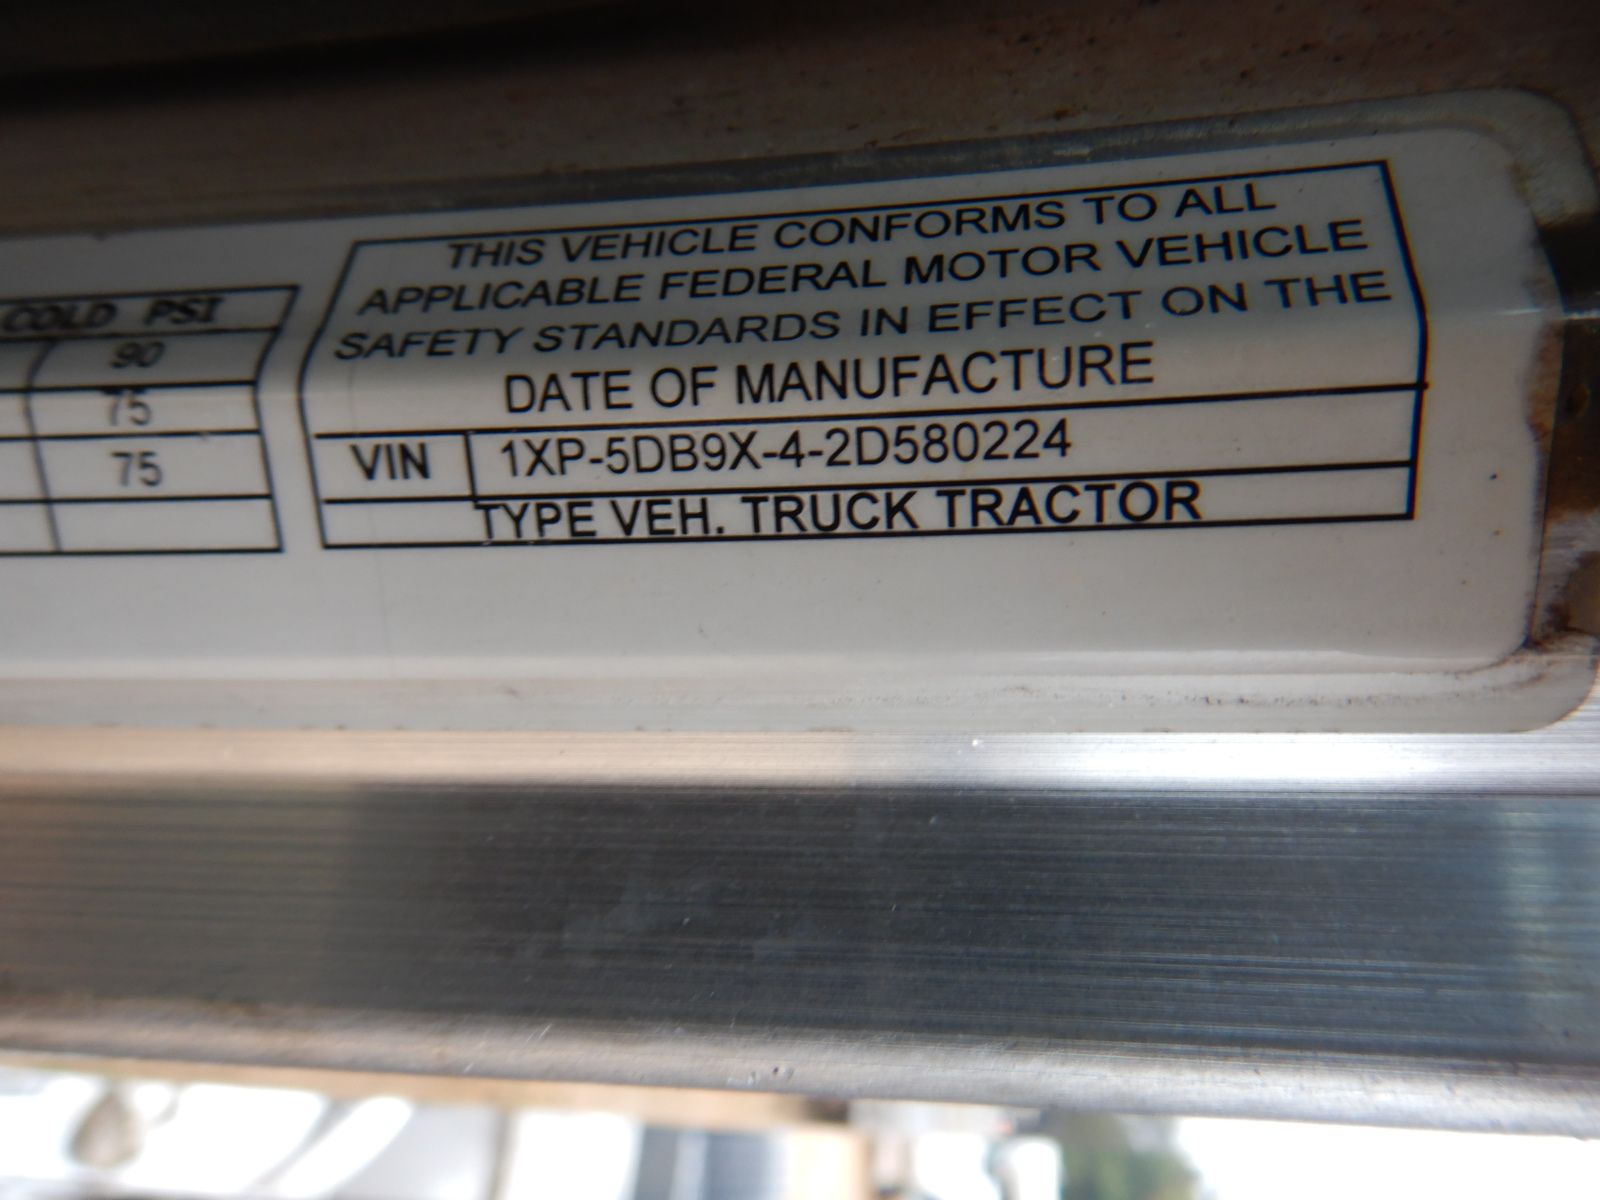 COLD PSI
90
75
75
THIS VEHICLE CONFORMS TO ALL
APPLICABLE FEDERAL MOTOR VEHICLE
SAFETY STANDARDS IN EFFECT ON THE
DATE OF MANUFACTURE
VIN 1XP-5DB9X-4-2D580224
TYPE VEH. TRUCK TRACTOR